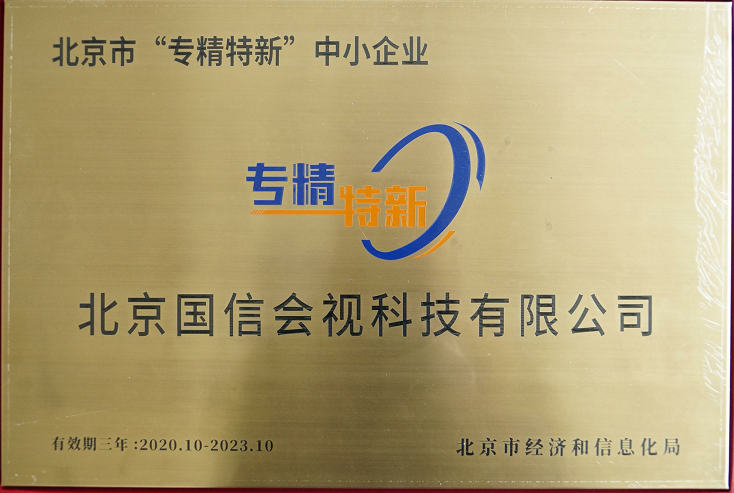 北京市“专精特新”中小企业
专精
特新
北京国信会视科技有限公司
有效期三年:2020.10-2023.10
北京市经济和信息化局